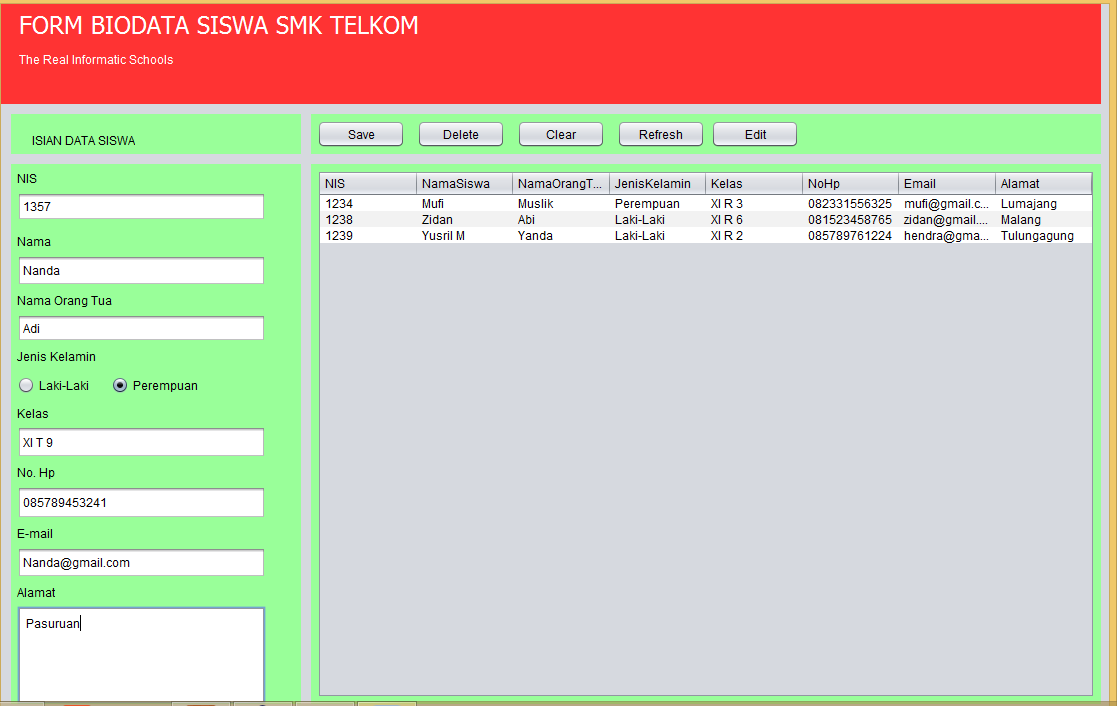 FORM BIODATA SISWA SMK TELKOM
The Real Informatic Schools
ISIAN DATA SISWA
Save Delete Clear Refresh Edit
NIS
1357
Nama
Nanda
Nama Orang Tua
Adi
Jenis Kelamin
Laki-Laki Perempuan
Kelas
XI T 9
No. Hp
085789453241
E-mail
Nanda@gmail.com
Alamat
Pasuruan
NIS NamaSiswa NamaOrangT... JenisKelamin Kelas NoHp Email Alamat
1234 Mufi Muslik Perempuan XI R 3 082331556325 mufi@gmail.c... Lumajang
1238 Zidan Abi Laki-Laki XI R 6 081523458765 zidan@gmail.... Malang
1239 Yusril M Yanda Laki-Laki XI R 2 085789761224 hendra@gma... Tulungagung